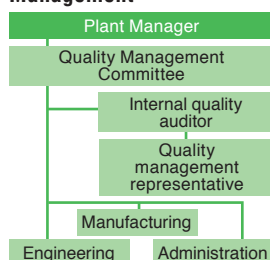 Management
Plant Manager
Quality Management
Committee
Internal quality
auditor
Quality
management
representative
Manufacturing
Engineering
Administration